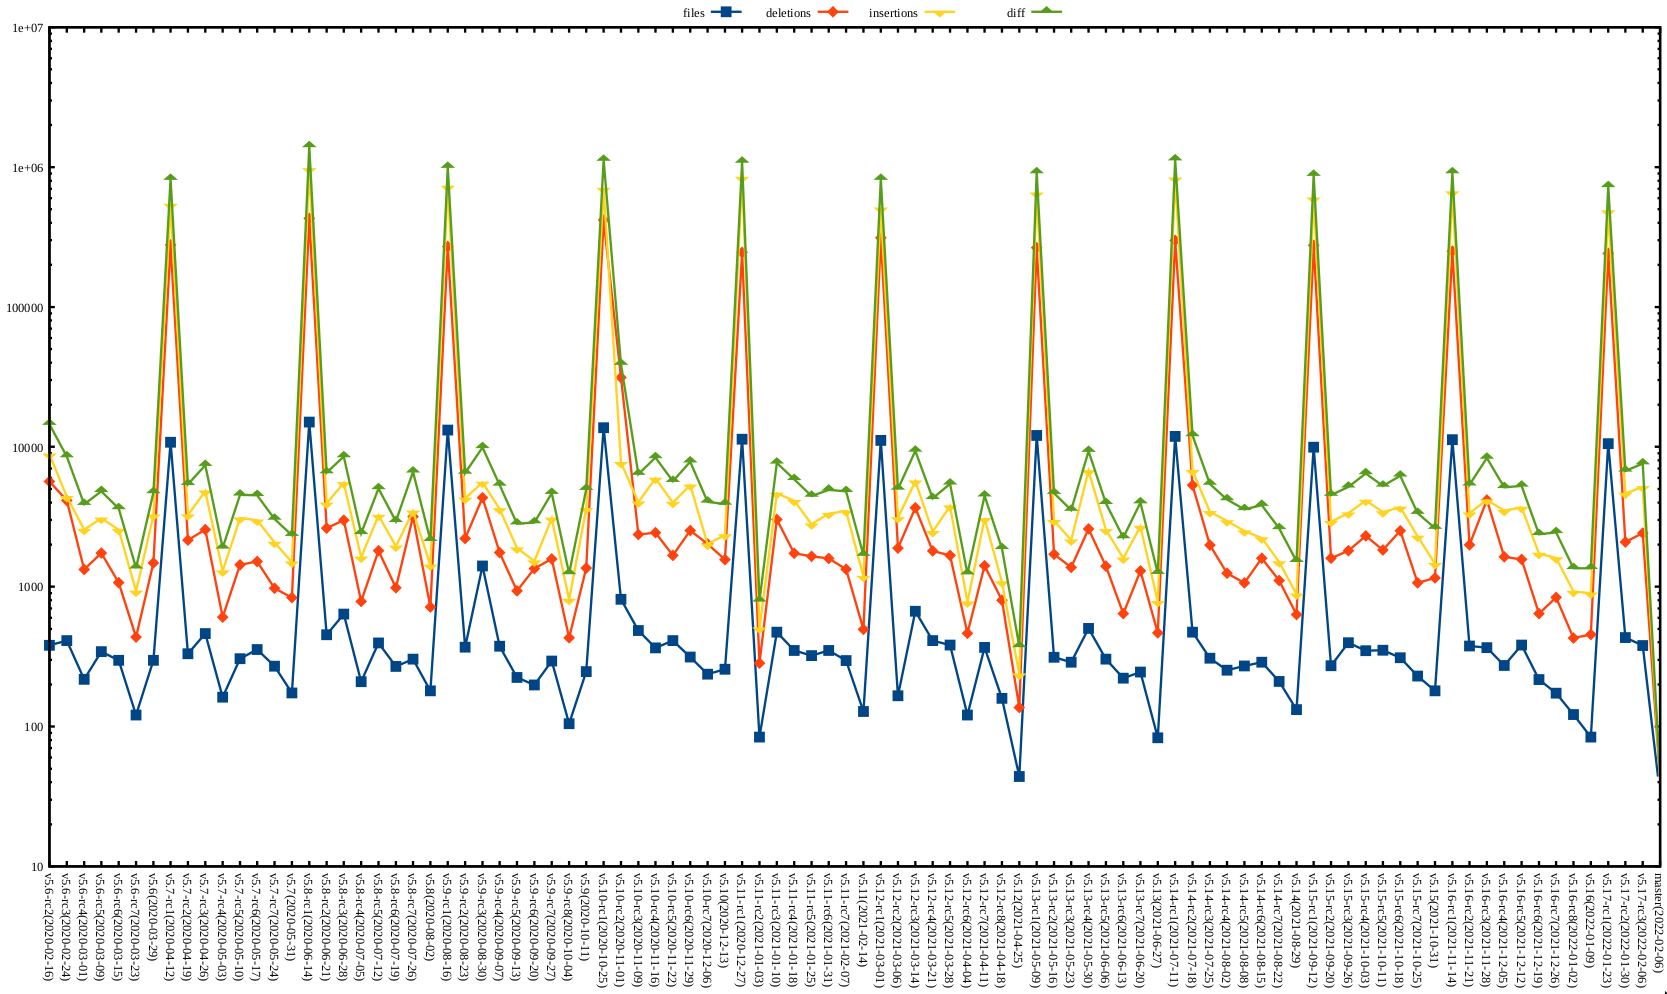 files deletions insertions diff
1e+07
1e+06
100000
10000
1000
100
10
v5.6-rc2(2020-02-16)
v5.6-rc3(2020-02-24)
v5.6-rc4(2020-03-01)
v5.6-rc5(2020-03-09)
v5.6-rc6(2020-03-15)
v5.6-rc7(2020-03-23)
v5.6(2020-03-29)
v5.7-rc1(2020-04-12)
v5.7-rc2(2020-04-19)
v5.7-rc3(2020-04-26)
v5.7-rc4(2020-05-03)
v5.7-rc5(2020-05-10)
v5.7-rc6(2020-05-17)
v5.7-rc7(2020-05-24)
v5.7(2020-05-31)
v5.8-rc1(2020-06-14)
v5.8-rc2(2020-06-21)
v5.8-rc3(2020-06-28)
v5.8-rc4(2020-07-05)
v5.8-rc5(2020-07-12)
v5.8-rc6(2020-07-19)
v5.8-rc7(2020-07-26)
v5.8(2020-08-02)
v5.9-rc1(2020-08-16)
v5.9-rc2(2020-08-23)
v5.9-rc3(2020-08-30)
v5.9-rc4(2020-09-07)
v5.9-rc5(2020-09-13)
v5.9-rc6(2020-09-20)
v5.9-rc7(2020-09-27)
v5.9-rc8(2020-10-04)
v5.9(2020-10-11)
v5.10-rc1(2020-10-25)
v5.10-rc2(2020-11-01)
v5.10-rc3(2020-11-09)
v5.10-rc4(2020-11-16)
v5.10-rc5(2020-11-22)
v5.10-rc6(2020-11-29)
v5.10-rc7(2020-12-06)
v5.10(2020-12-13)
v5.11-rc1(2020-12-27)
v5.11-rc2(2021-01-03)
v5.11-rc3(2021-01-10)
v5.11-rc4(2021-01-18)
v5.11-rc5(2021-01-25)
v5.11-rc6(2021-01-31)
v5.11-rc7(2021-02-07)
v5.11(2021-02-14)
v5.12-rc1(2021-03-01)
v5.12-rc2(2021-03-06)
v5.12-rc3(2021-03-14)
v5.12-rc4(2021-03-21)
v5.12-rc5(2021-03-28)
v5.12-rc6(2021-04-04)
v5.12-rc7(2021-04-11)
v5.12-rc8(2021-04-18)
v5.12(2021-04-25)
v5.13-rc1(2021-05-09)
v5.13-rc2(2021-05-16)
v5.13-rc3(2021-05-23)
v5.13-rc4(2021-05-30)
v5.13-rc5(2021-06-06)
v5.13-rc6(2021-06-13)
v5.13-rc7(2021-06-20)
v5.13(2021-06-27)
v5.14-rc1(2021-07-11)
v5.14-rc2(2021-07-18)
v5.14-rc3(2021-07-25)
v5.14-rc4(2021-08-02)
v5.14-rc5(2021-08-08)
v5.14-rc6(2021-08-15)
v5.14-rc7(2021-08-22)
v5.14(2021-08-29)
v5.15-rc1(2021-09-12)
v5.15-rc2(2021-09-20)
v5.15-rc3(2021-09-26)
v5.15-rc4(2021-10-03)
v5.15-rc5(2021-10-11)
v5.15-rc6(2021-10-18)
v5.15-rc7(2021-10-25)
v5.15(2021-10-31)
v5.16-rc1(2021-11-14)
v5.16-rc2(2021-11-21)
v5.16-rc3(2021-11-28)
v5.16-rc4(2021-12-05)
v5.16-rc5(2021-12-12)
v5.16-rc6(2021-12-19)
v5.16-rc7(2021-12-26)
v5.16-rc8(2022-01-02)
v5.16(2022-01-09)
v5.17-rc1(2022-01-23)
v5.17-rc2(2022-01-30)
v5.17-rc3(2022-02-06)
master(2022-02-06)